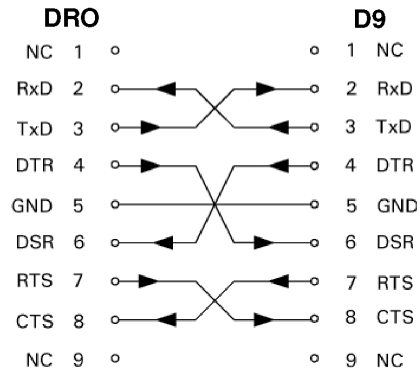 DRO D9
NC 1 1 NC
RxD 2 2 RxD
TxD 3 3 TxD
DTR 4 4 DTR
GND 5 5 GND
DSR 6 6 DSR
RTS 7 7 RTS
CTS 8 8 CTS
NC 9 9 NC